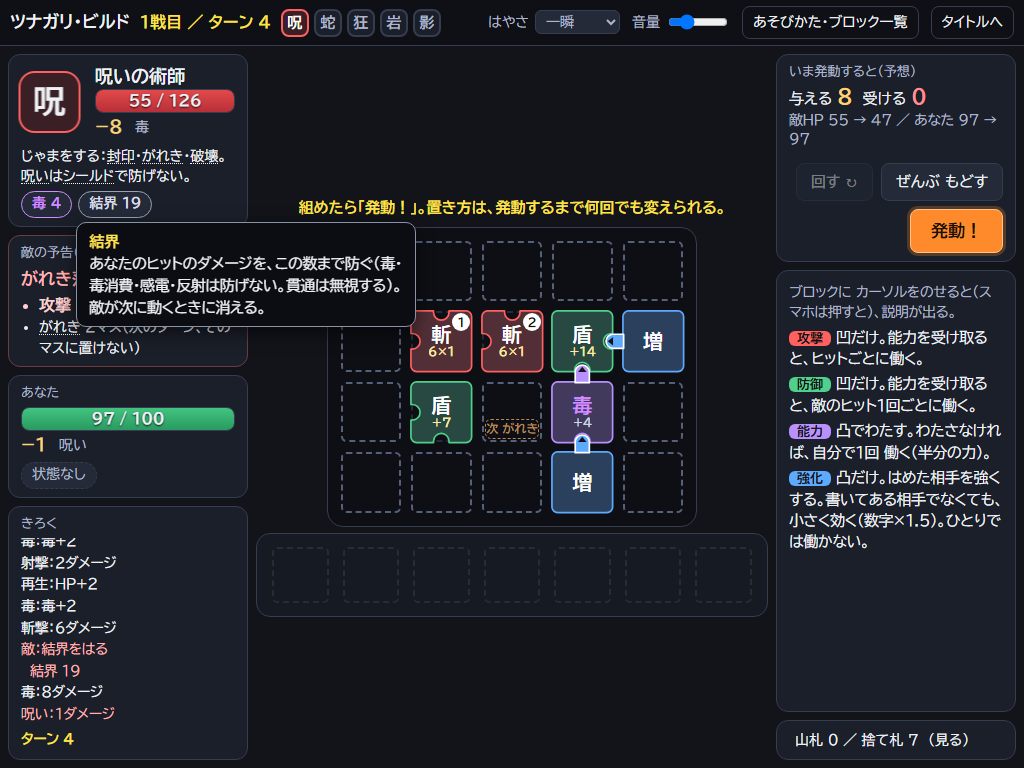 ツナガリ・ビルド 1戦目 ／ ターン 4 呪 蛇 狂 岩 影 はやさ 一瞬 音量 あそびかた・ブロック一覧 タイトルへ
呪
呪いの術師
55 / 126
−8 毒
じゃまをする：封印・がれき・破壊。
呪いはシールドで防げない。
毒 4 結界 19
敵の予告
がれき
• 攻撃
• がれき
マスに置けない）
結界
あなたのヒットのダメージを、この数まで防ぐ（毒・
毒消費・感電・反射は防げない。貫通は無視する）。
敵が次に動くときに消える。
あなた
97 / 100
−1 呪い
状態なし
きろく
毒：毒+2
射撃：2ダメージ
再生：HP+2
毒：毒+2
斬撃：6ダメージ
敵：結界をはる
結界 19
毒：8ダメージ
呪い：1ダメージ
ターン 4
組めたら「発動！」。置き方は、発動するまで何回でも変えられる。
斬 1
6×1
斬 2
6×1
盾
+14
増
盾
+7
次 がれき
毒
+4
増
いま発動すると（予想）
与える 8 受ける 0
敵HP 55 → 47 ／ あなた 97 →
97
回す ↻ ぜんぶ もどす
発動！
ブロックに カーソルをのせると（ス
マホは押すと）、説明が出る。
攻撃 凹だけ。能力を受け取る
と、ヒットごとに働く。
防御 凹だけ。能力を受け取る
と、敵のヒット1回ごとに働く。
能力 凸でわたす。わたさなけれ
ば、自分で1回 働く（半分の力）。
強化 凸だけ。はめた相手を強く
する。書いてある相手でなくても、
小さく効く（数字×1.5）。ひとりで
は働かない。
山札 0 ／ 捨て札 7 （見る）